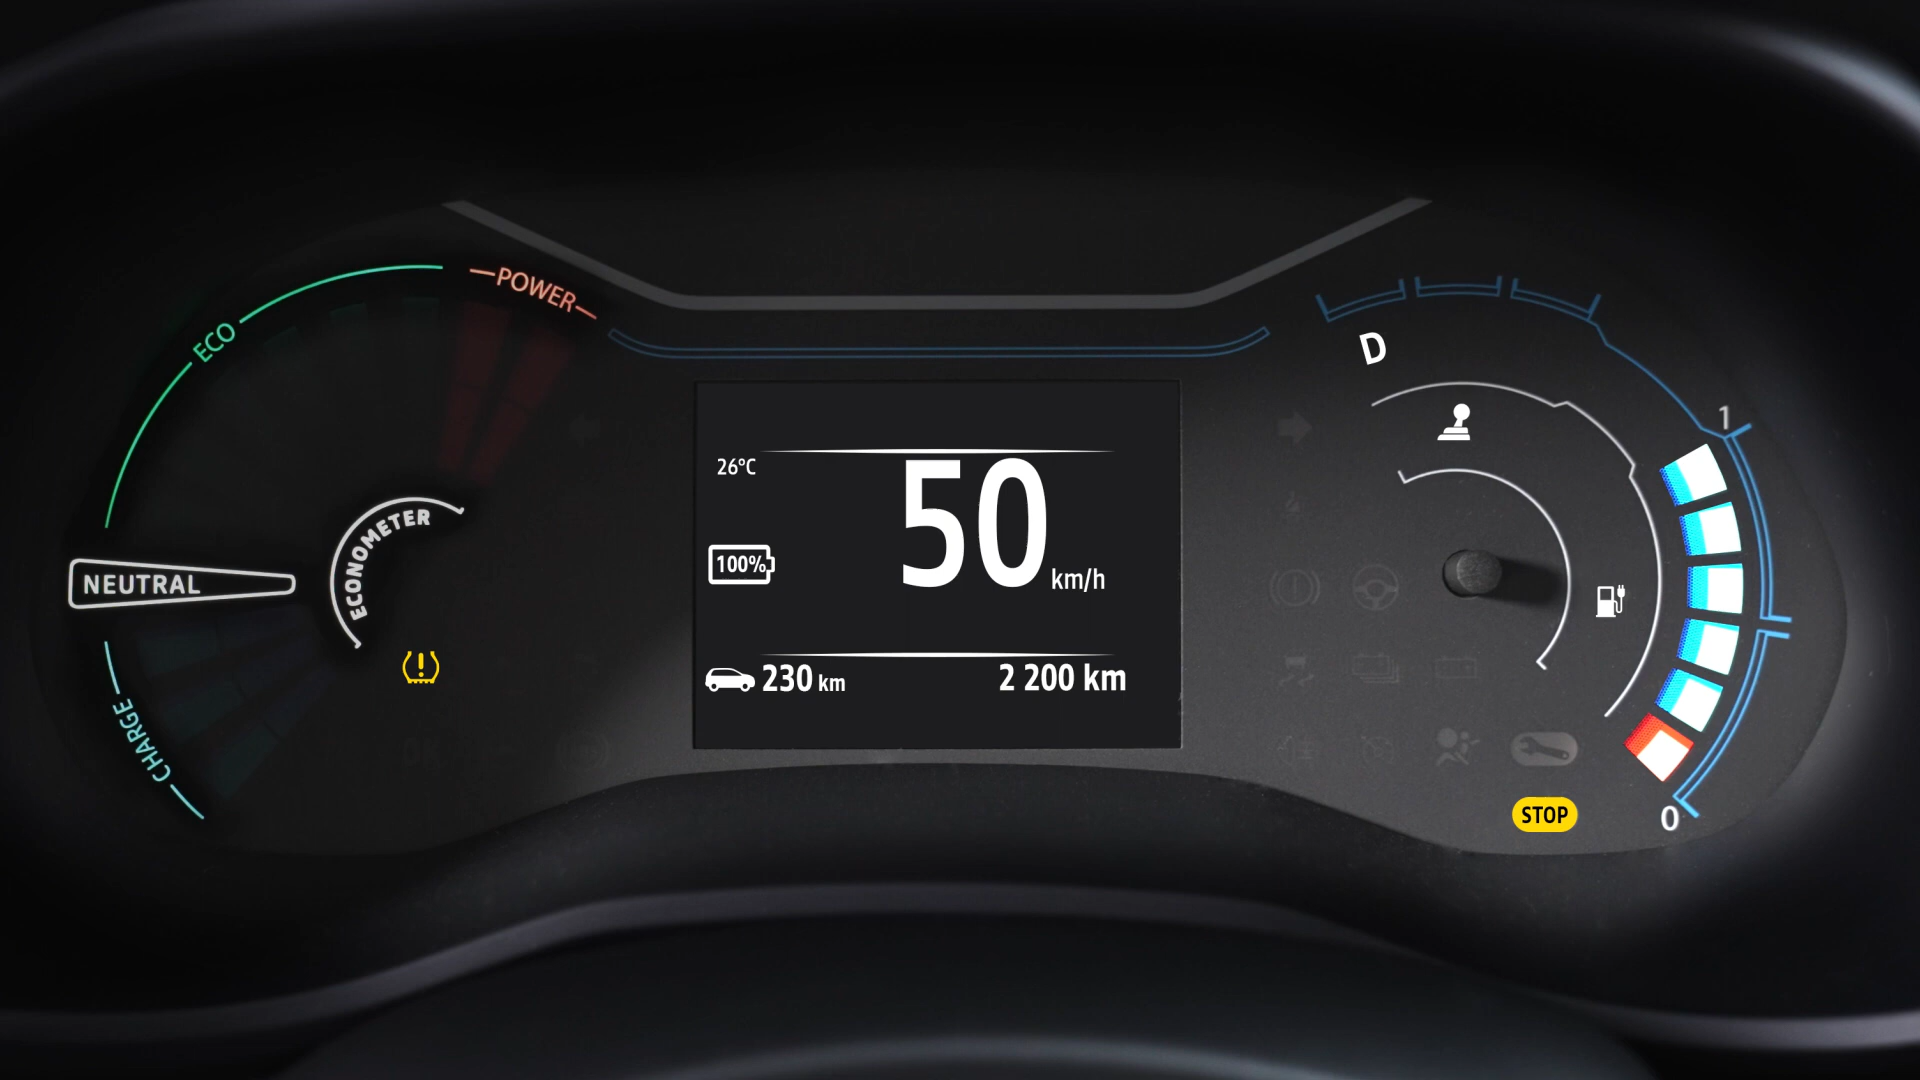 POWER
ECO
D
1
26°C
50
km/h
ECONOMETER
100%
NEUTRAL
230 km
2 200 km
CHARGE
STOP
0